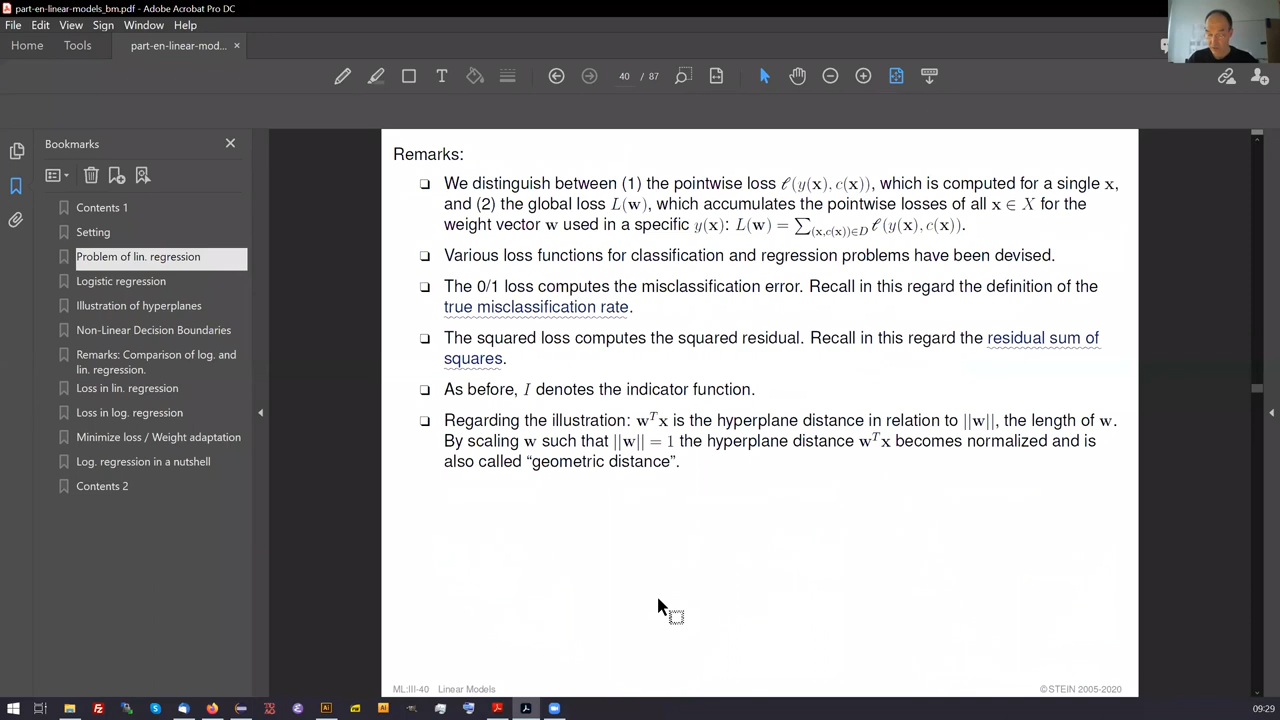 part-en-linear-models_bm.pdf - Adobe Acrobat Pro DC
File Edit View Sign Window Help
Home Tools part-en-linear-mod... ×
40 / 87
Bookmarks
Contents 1
Setting
Problem of lin. regression
Logistic regression
Illustration of hyperplanes
Non-Linear Decision Boundaries
Remarks: Comparison of log. and
lin. regression.
Loss in lin. regression
Loss in log. regression
Minimize loss / Weight adaptation
Log. regression in a nutshell
Contents 2
Remarks:
❑ We distinguish between (1) the pointwise loss ℓ(y(x), c(x)), which is computed for a single x,
and (2) the global loss L(w), which accumulates the pointwise losses of all x ∈ X for the
weight vector w used in a specific y(x): L(w) = ∑(x,c(x))∈D ℓ(y(x), c(x)).
❑ Various loss functions for classification and regression problems have been devised.
❑ The 0/1 loss computes the misclassification error. Recall in this regard the definition of the
true misclassification rate.
❑ The squared loss computes the squared residual. Recall in this regard the residual sum of
squares.
❑ As before, I denotes the indicator function.
❑ Regarding the illustration: wᵀx is the hyperplane distance in relation to ||w||, the length of w.
By scaling w such that ||w|| = 1 the hyperplane distance wᵀx becomes normalized and is
also called “geometric distance”.
ML:III-40 Linear Models
© STEIN 2005-2020
09:29